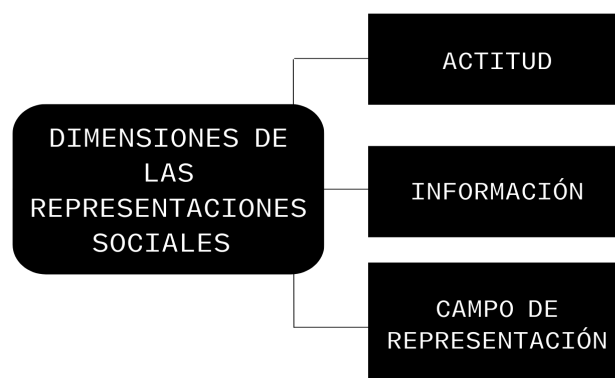 DIMENSIONES DE
LAS
REPRESENTACIONES
SOCIALES
ACTITUD
INFORMACIÓN
CAMPO DE
REPRESENTACIÓN